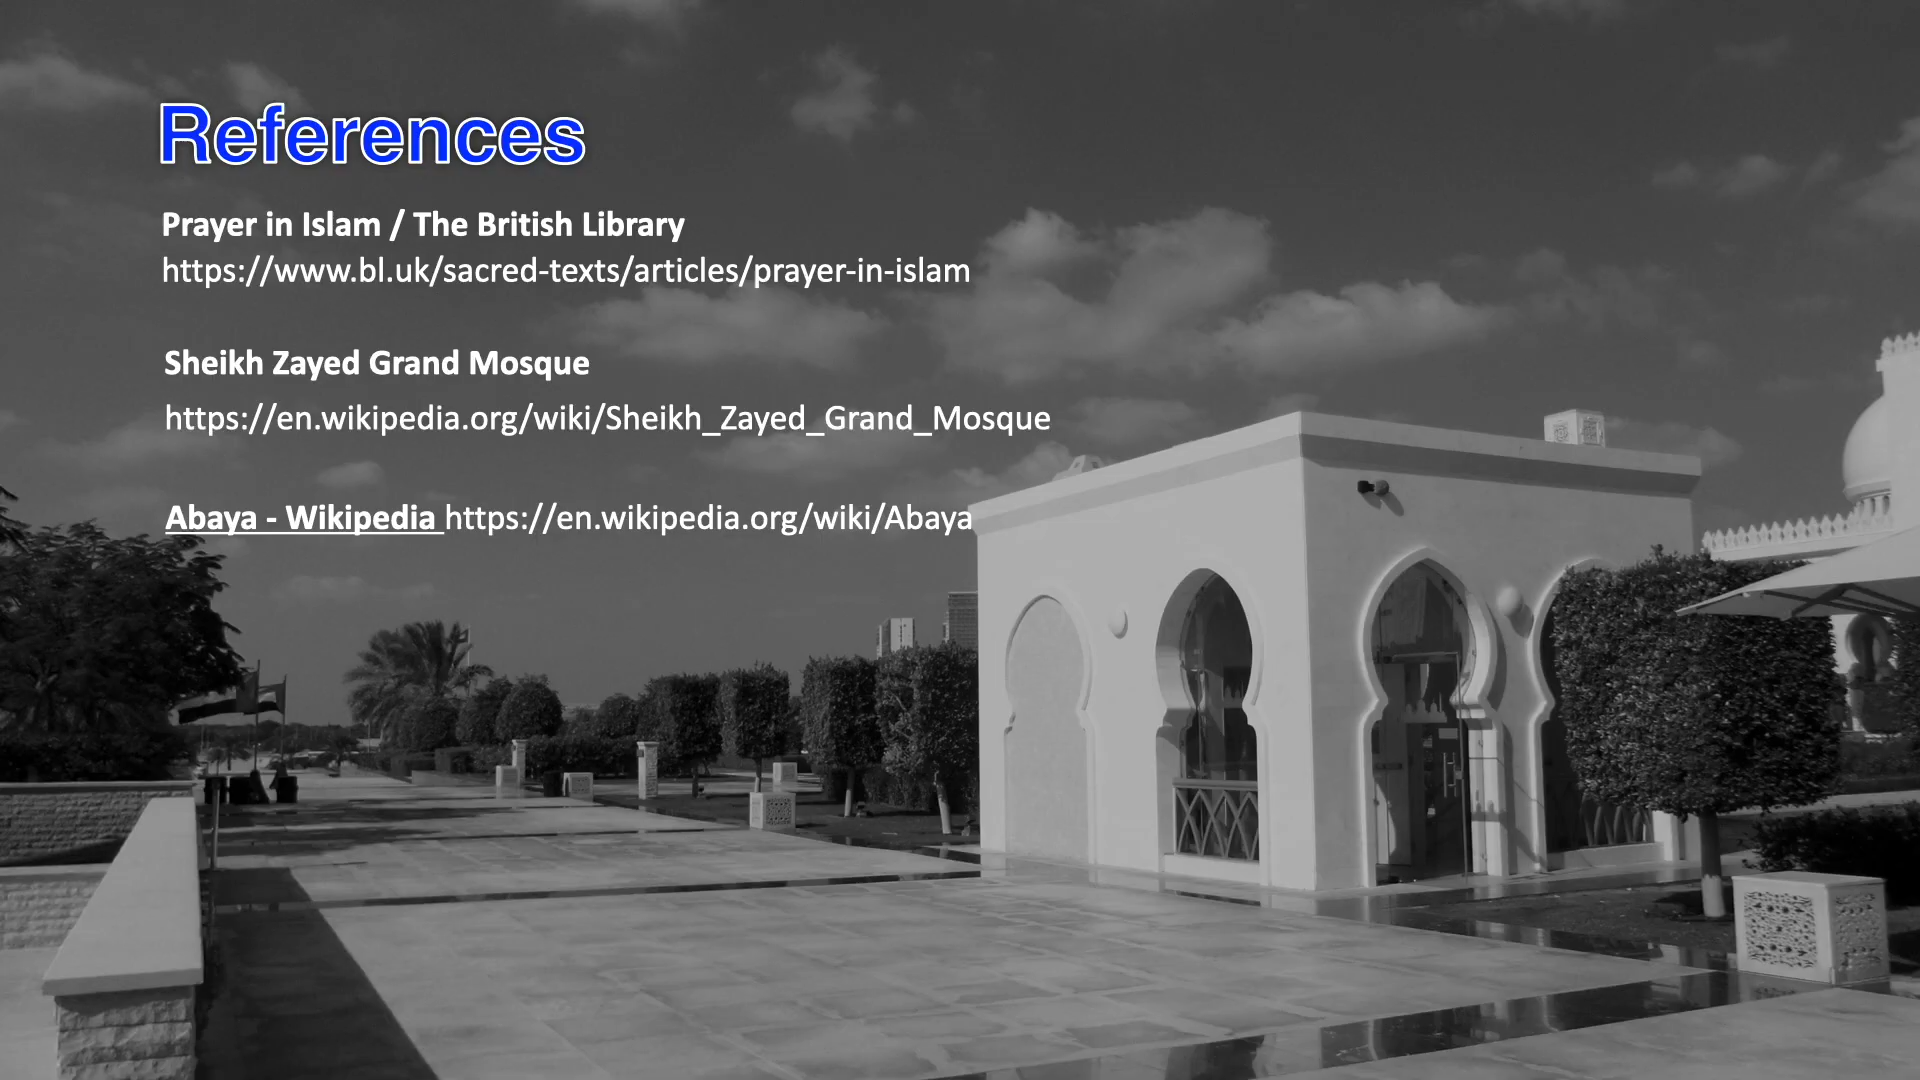 References
Prayer in Islam / The British Library
https://www.bl.uk/sacred-texts/articles/prayer-in-islam
Sheikh Zayed Grand Mosque
https://en.wikipedia.org/wiki/Sheikh_Zayed_Grand_Mosque
Abaya - Wikipedia https://en.wikipedia.org/wiki/Abaya